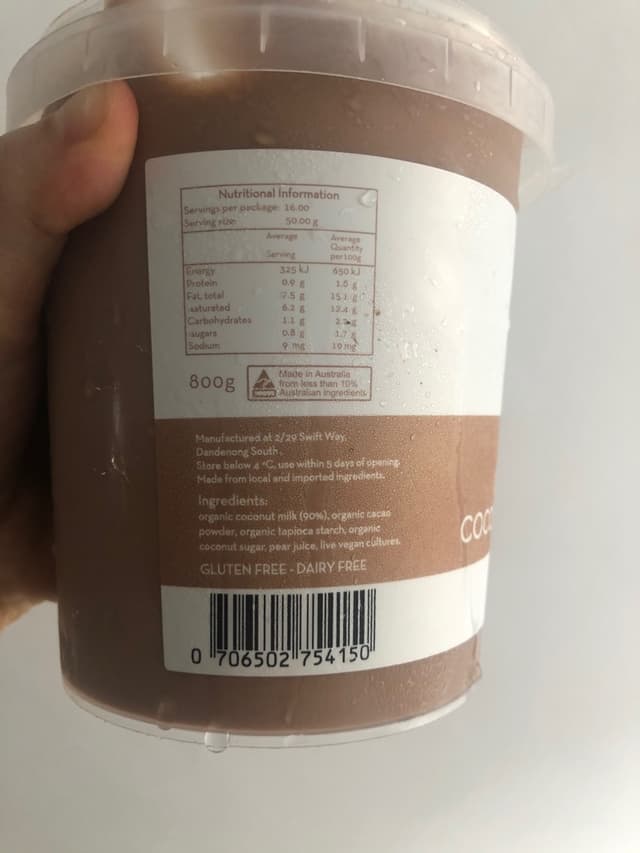 Nutritional Information
Servings per package: 16.00
Serving size: 50.00 g
Average Serving Average Quantity per 100g
Energy 325 kJ 650 kJ
Protein 0.9 g 1.8 g
Fat, total 7.5 g 15.1 g
-saturated 6.2 g 12.4 g
Carbohydrates 1.1 g
-sugars 0.8 g 1.7 g
Sodium 9 mg 19 mg
800g
Made in Australia
from less than 10%
Australian ingredients
Manufactured at 2/29 Swift Way,
Dandenong South.
Store below 4 °C, use within 5 days of opening.
Made from local and imported ingredients.
Ingredients:
organic coconut milk (90%), organic cacao
powder, organic tapioca starch, organic
coconut sugar, pear juice, live vegan cultures.
GLUTEN FREE - DAIRY FREE
COC
0 706502 754150